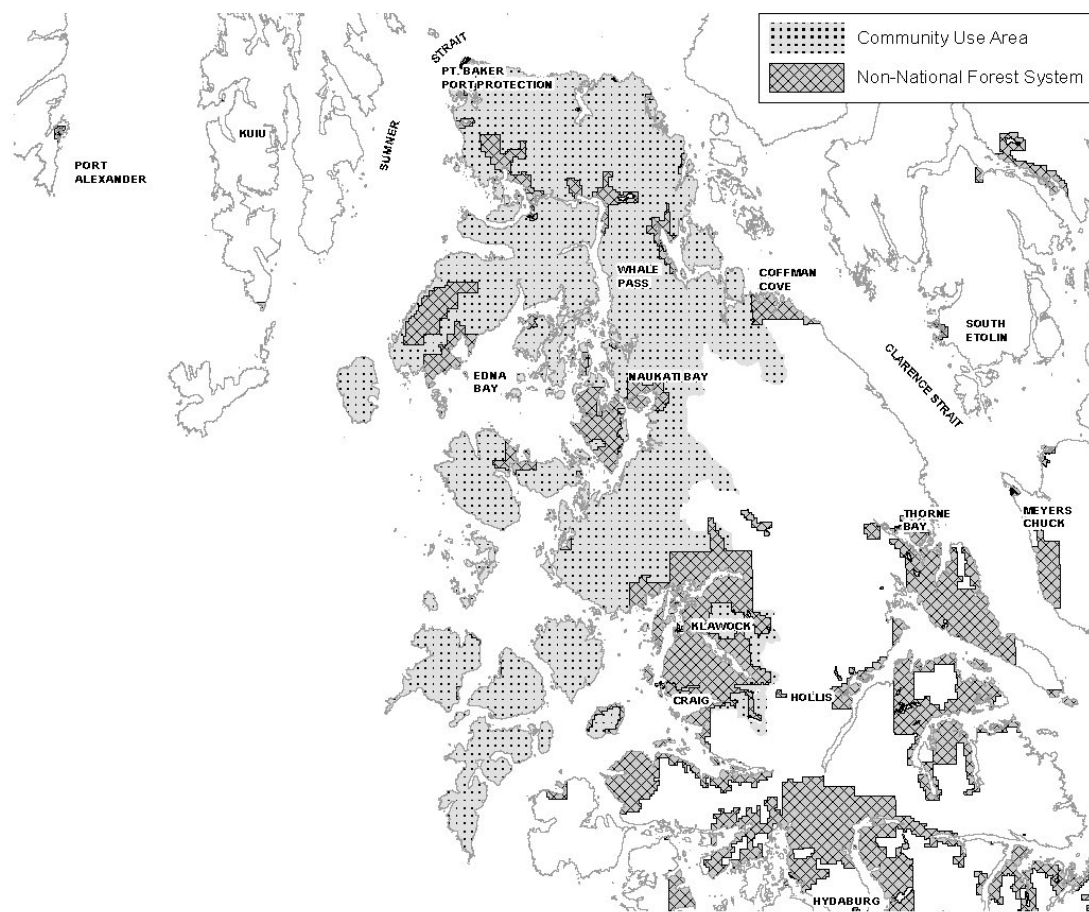 Community Use Area
Non-National Forest System
STRAIT
PT. BAKER
PORT PROTECTION
KUIU
SUMNER
PORT
ALEXANDER
WHALE
PASS
COFFMAN
COVE
SOUTH
ETOLIN
CLARENCE STRAIT
EDNA
BAY
NAUKATI BAY
THORNE
BAY
MEYERS
CHUCK
KLAWOCK
CRAIG
HOLLIS
HYDABURG